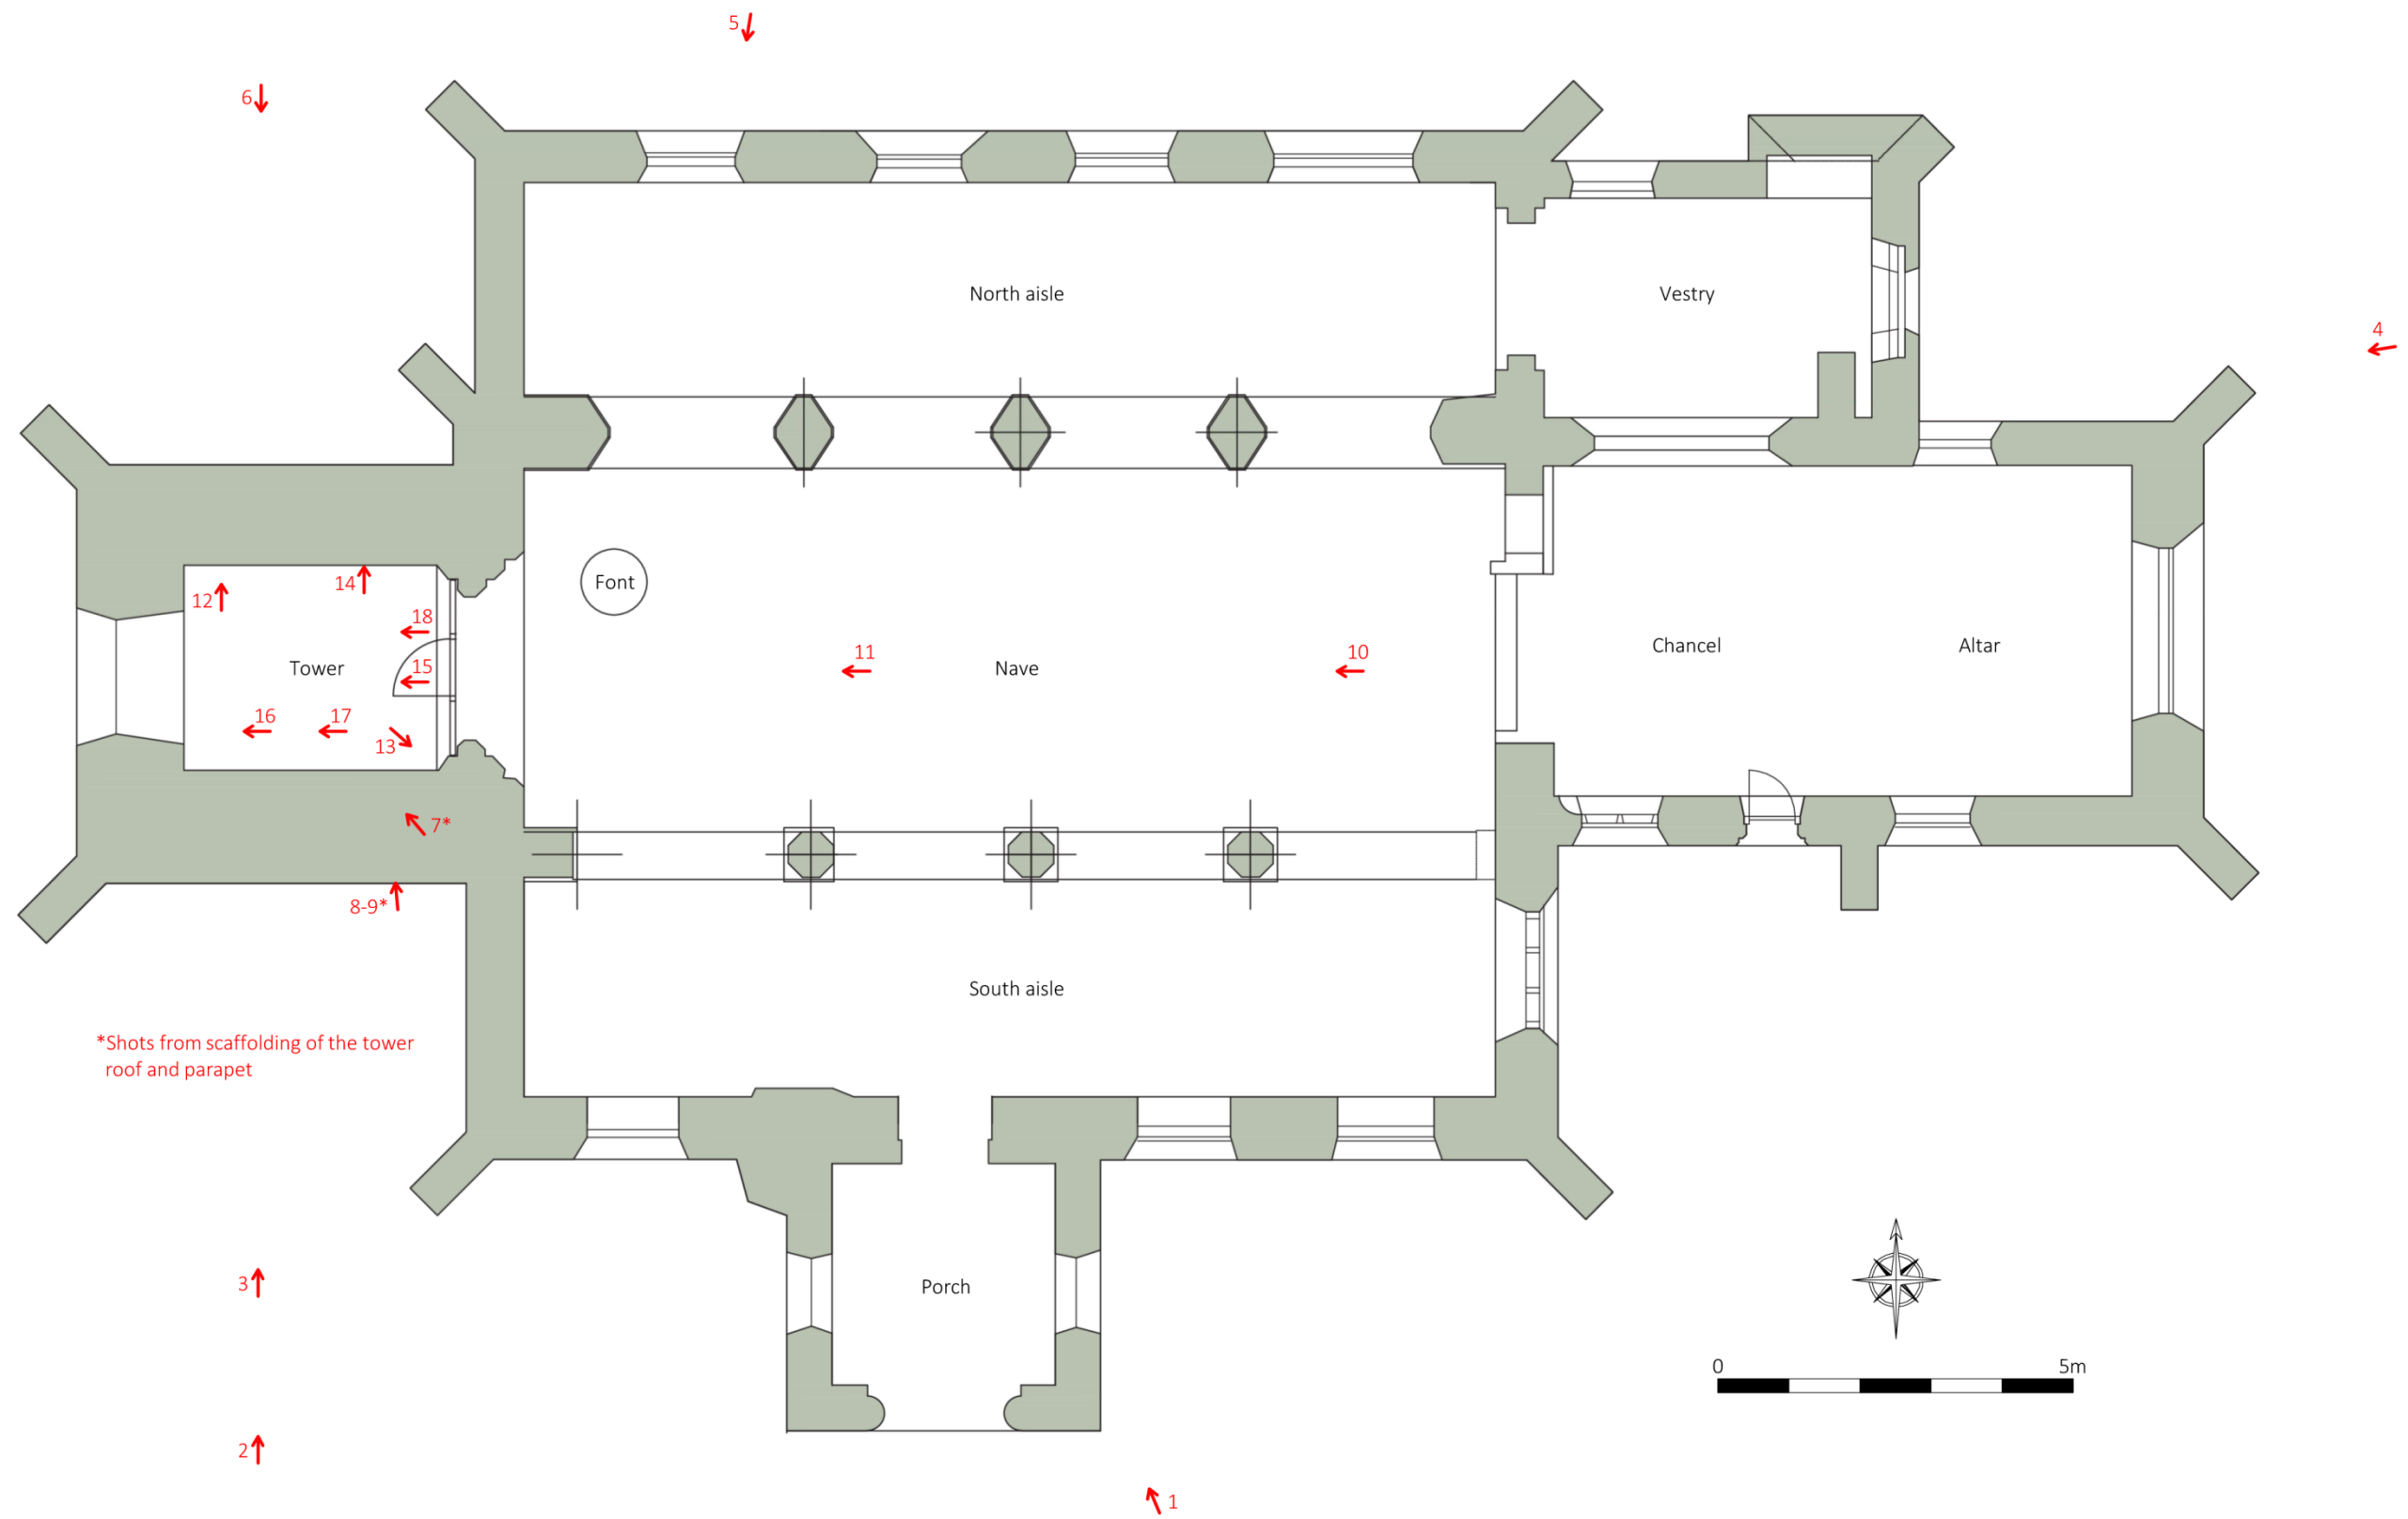 5
6
North aisle
Vestry
4
Font
12
14
18
Tower
15
11
Nave
10
Chancel
Altar
16
17
13
7*
8-9*
South aisle
*Shots from scaffolding of the tower
roof and parapet
3
Porch
0
5m
2
1